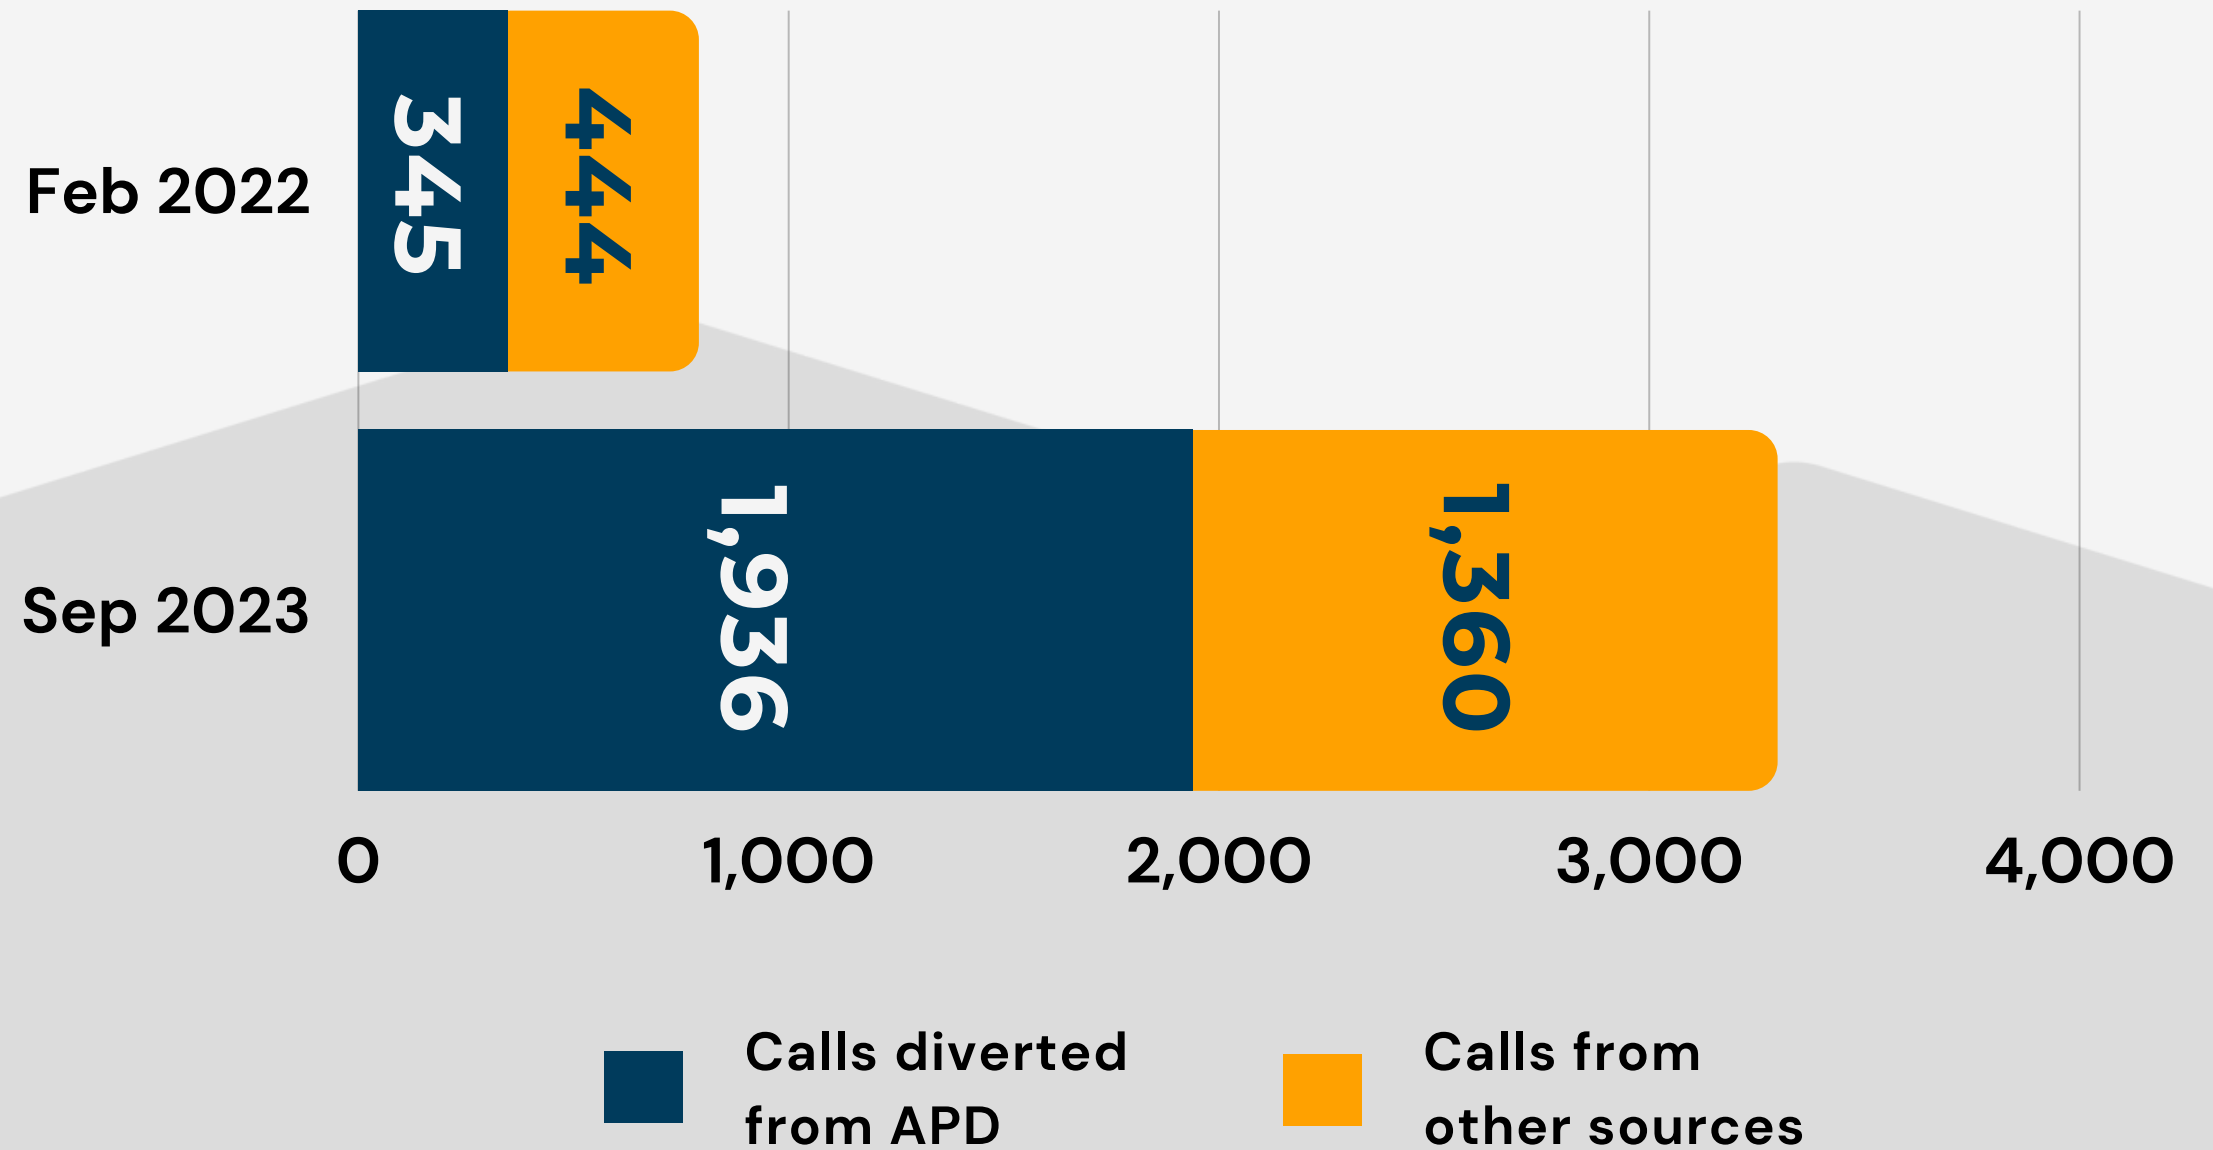 Feb 2022
345
444
Sep 2023
1,936
1,360
0
1,000
2,000
3,000
4,000
Calls diverted
from APD
Calls from
other sources